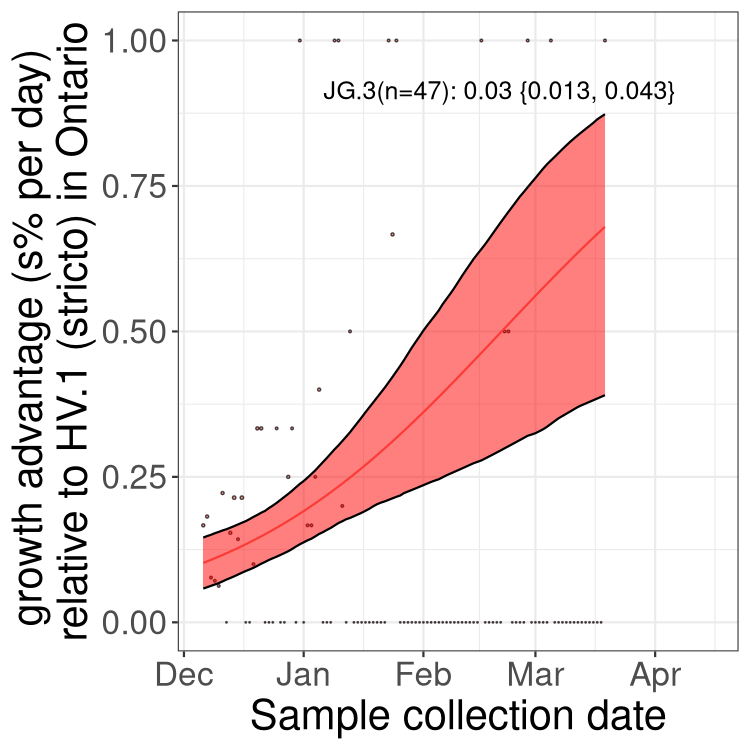 growth advantage (s% per day)
relative to HV.1 (stricto) in Ontario
1.00
0.75
0.50
0.25
0.00
JG.3(n=47): 0.03 {0.013, 0.043}
Dec Jan Feb Mar Apr
Sample collection date